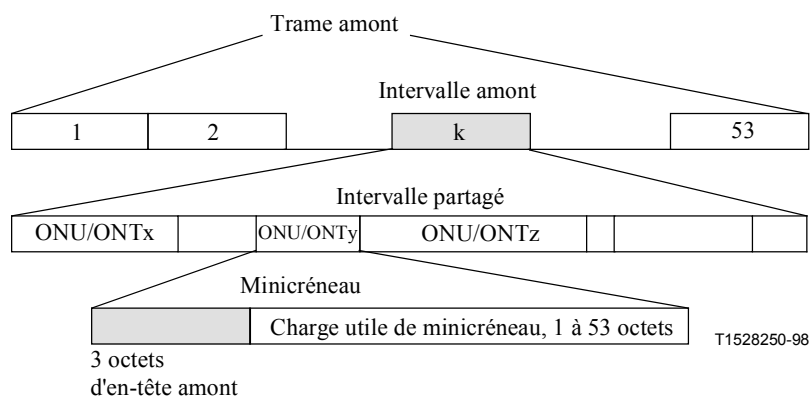 Trame amont
Intervalle amont
1 2 k 53
Intervalle partagé
ONU/ONTx ONU/ONTy ONU/ONTz
Minicréneau
Charge utile de minicréneau, 1 à 53 octets
T1528250-98
3 octets
d'en-tête amont